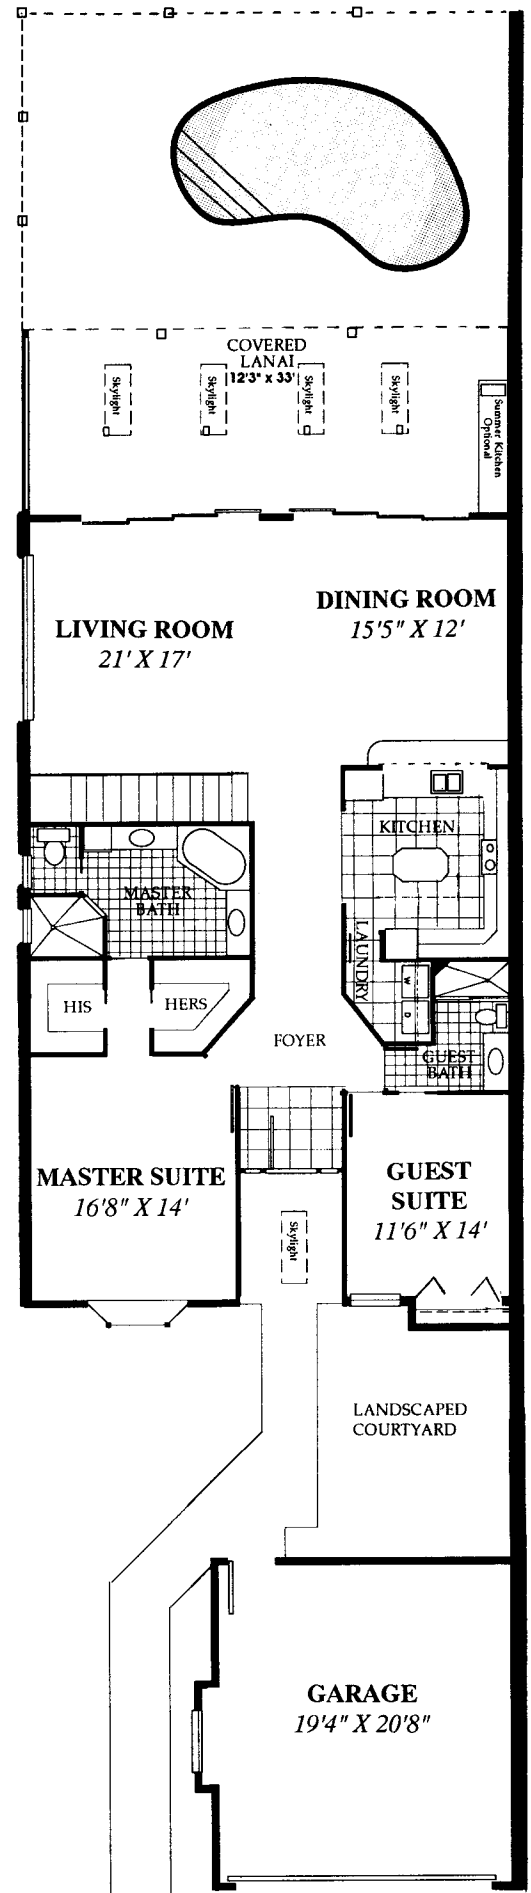 COVERED
LANAI
12'3" x 33'
Skylight
Skylight
Skylight
Skylight
Summer Kitchen
Optional
DINING ROOM
15'5" X 12'
LIVING ROOM
21' X 17'
KITCHEN
MASTER
BATH
LAUNDRY
W
D
HIS
HERS
FOYER
GUEST
BATH
MASTER SUITE
16'8" X 14'
GUEST
SUITE
11'6" X 14'
Skylight
LANDSCAPED
COURTYARD
GARAGE
19'4" X 20'8"